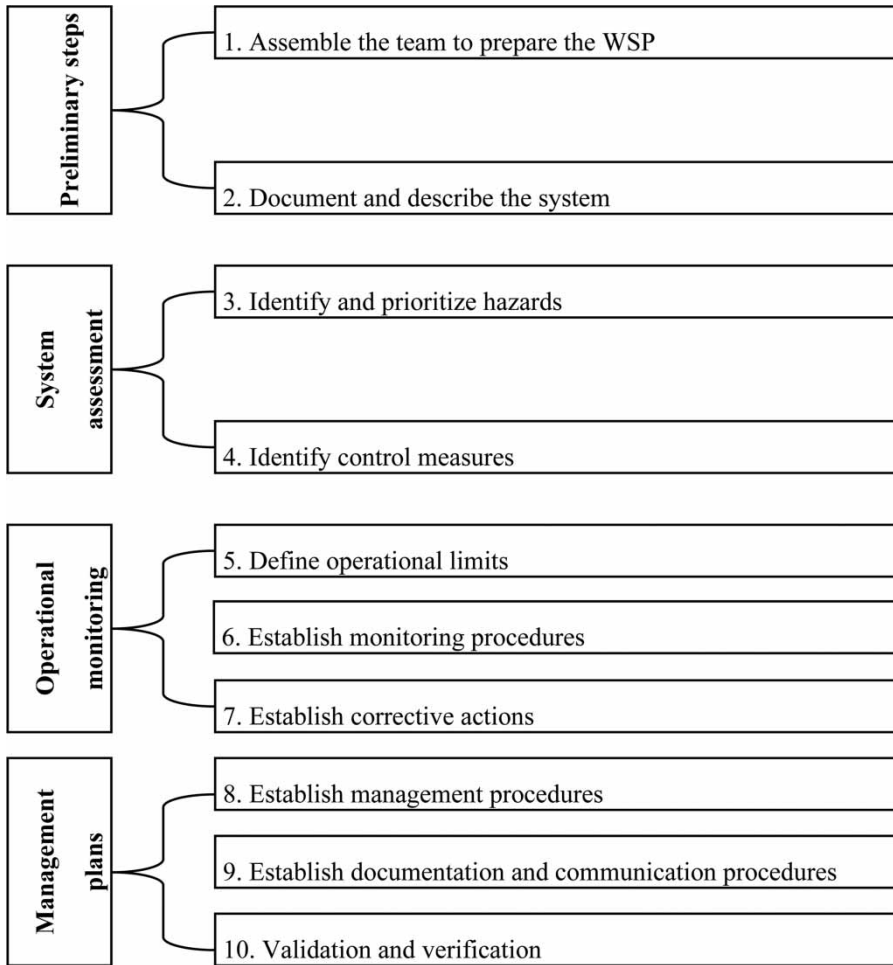 Preliminary steps
1. Assemble the team to prepare the WSP
2. Document and describe the system
System
assessment
3. Identify and prioritize hazards
4. Identify control measures
Operational
monitoring
5. Define operational limits
6. Establish monitoring procedures
7. Establish corrective actions
Management
plans
8. Establish management procedures
9. Establish documentation and communication procedures
10. Validation and verification